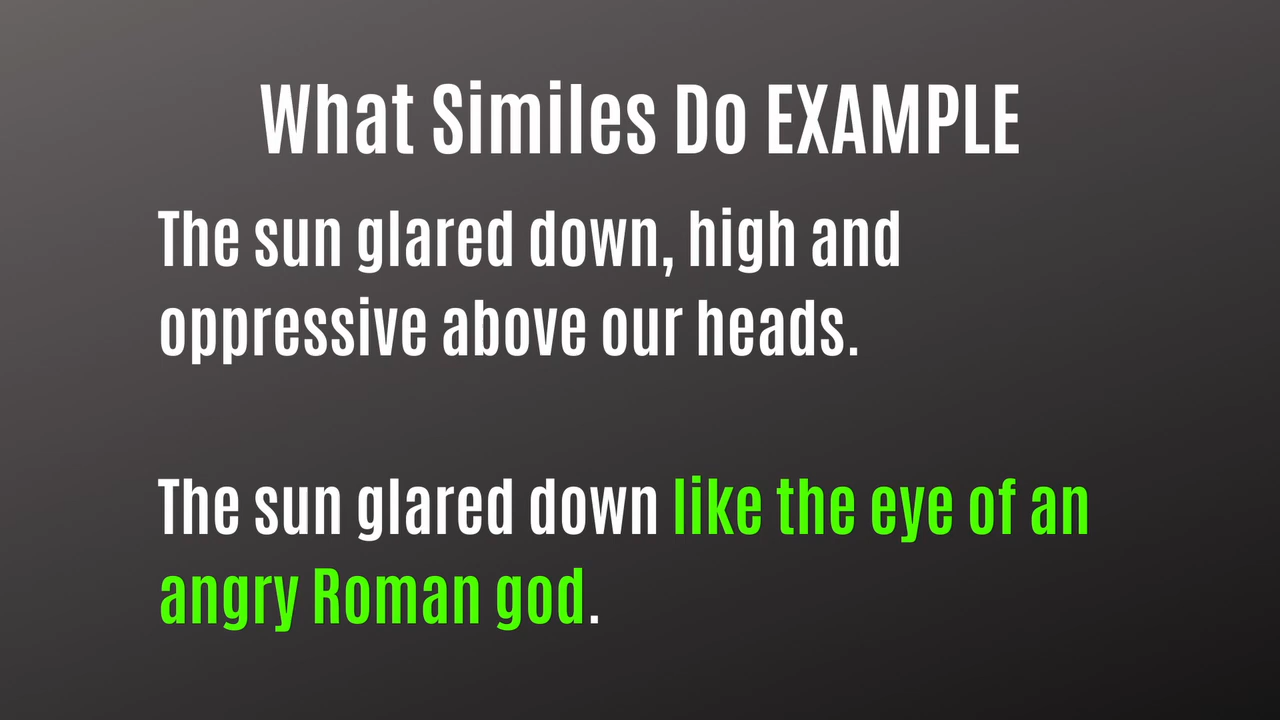 What Similes Do EXAMPLE
The sun glared down, high and
oppressive above our heads.
The sun glared down like the eye of an
angry Roman god.